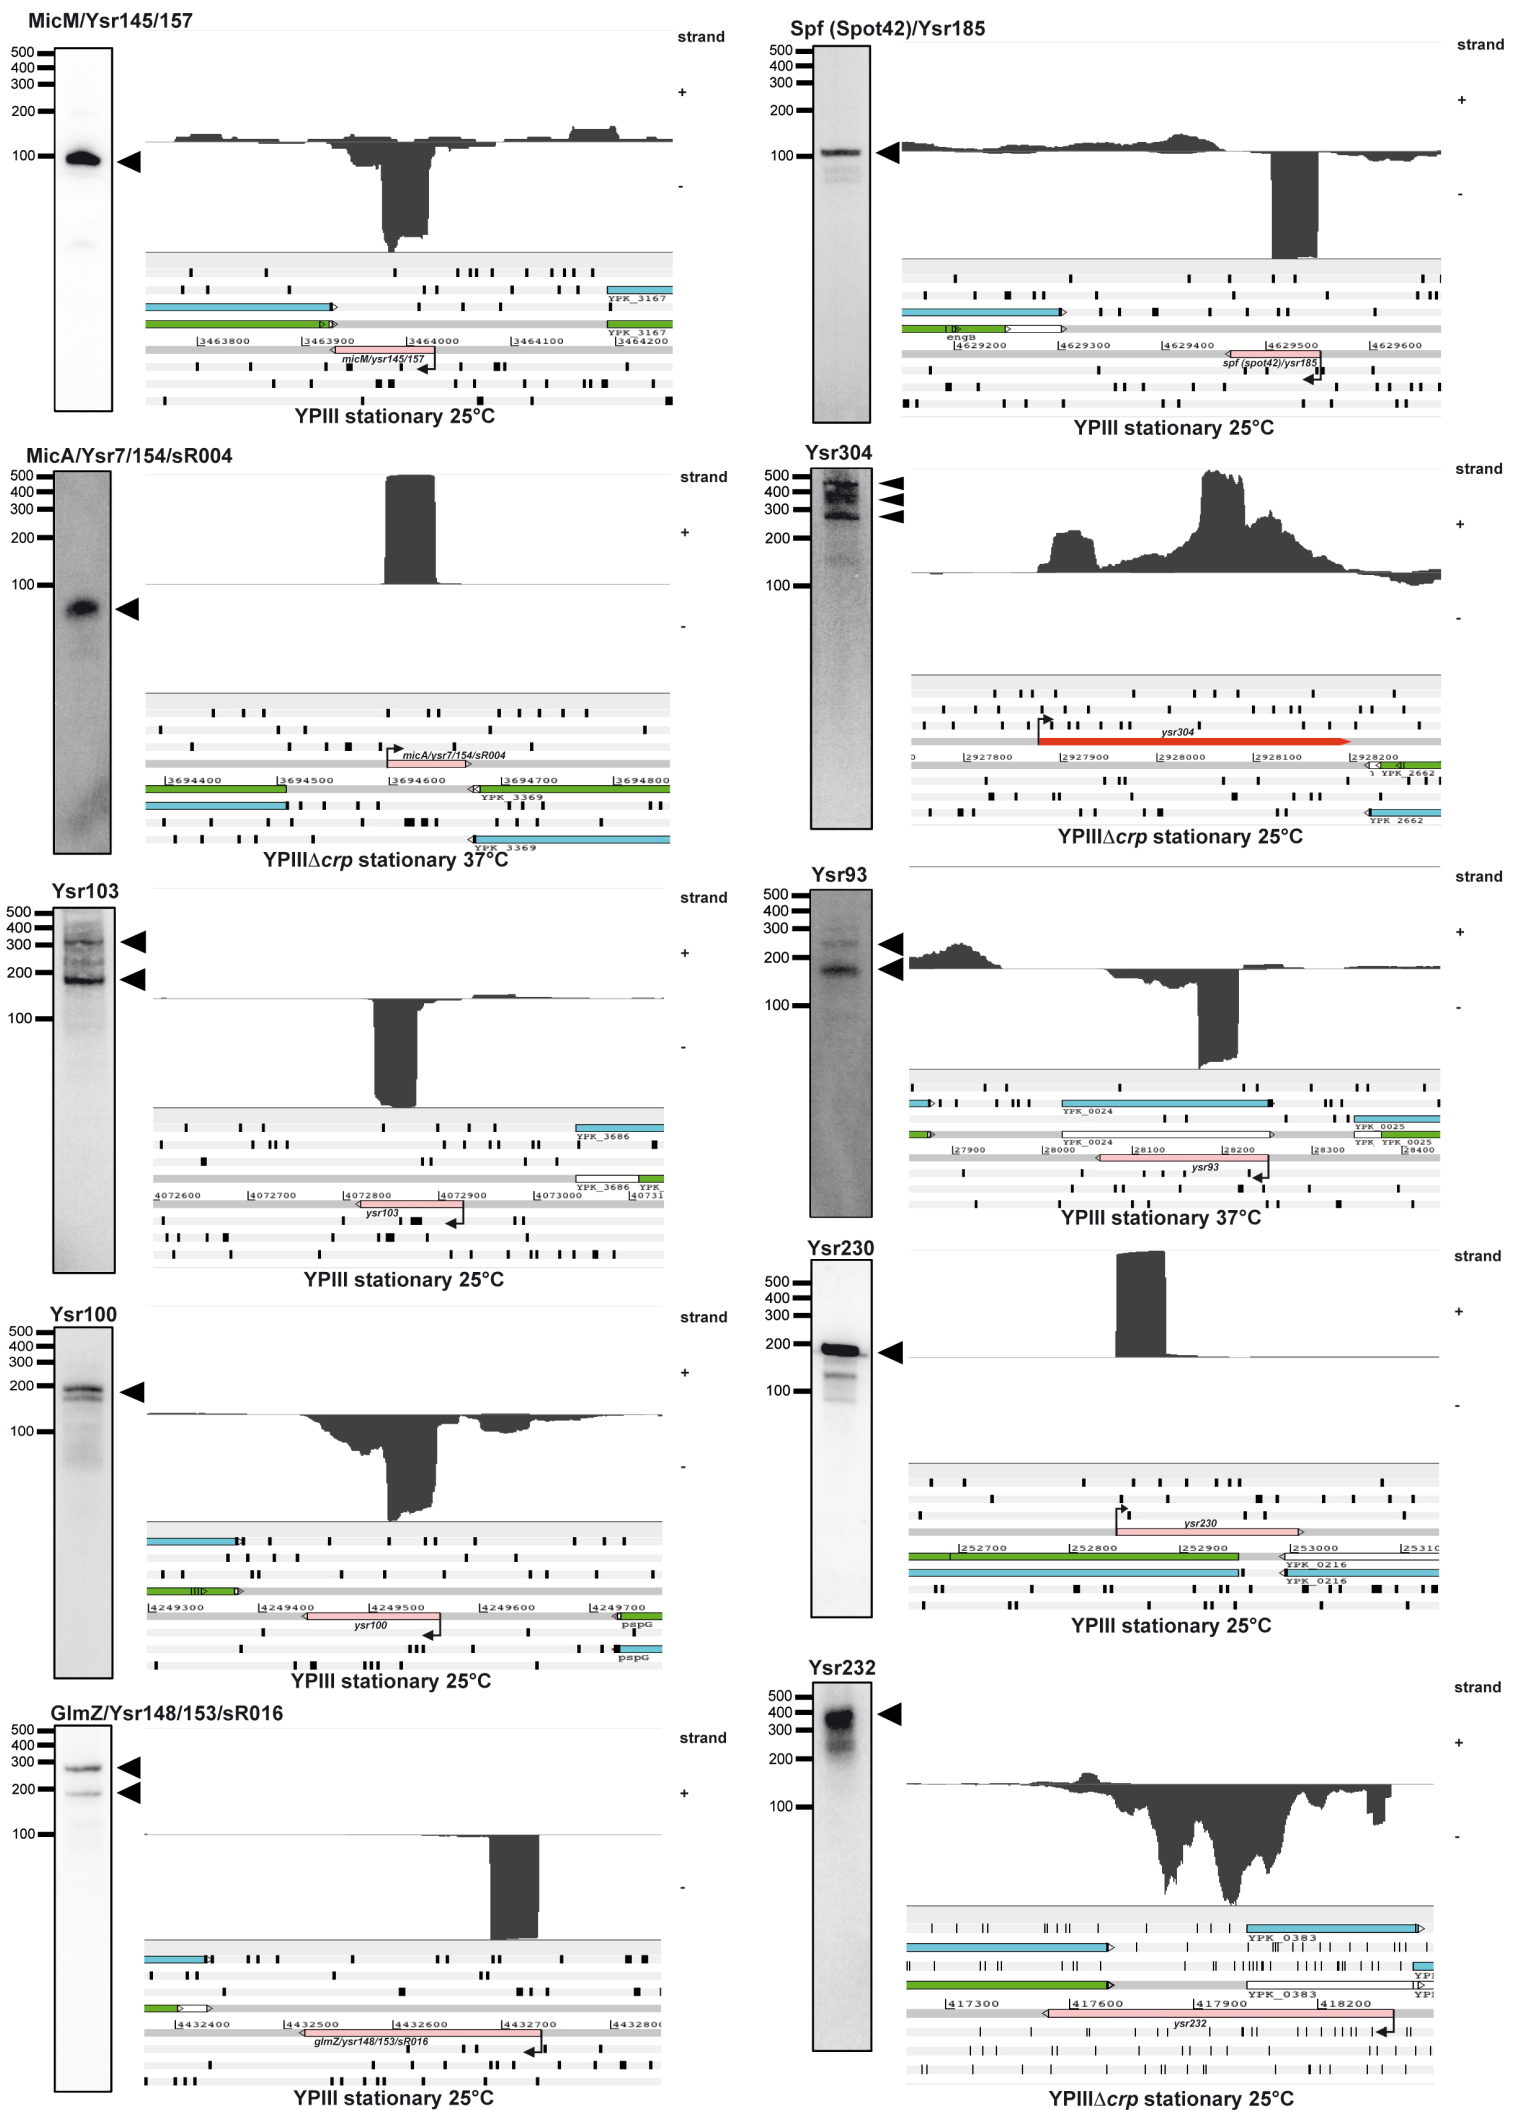 MicM/Ysr145/157
strand
500
400
300
200
100
+
-
YPK_3167
YPK_3167
3463800 3463900 3464000 3464100 3464200
micM/ysr145/157
YPIII stationary 25°C
Spf (Spot42)/Ysr185
strand
500
400
300
200
100
+
-
engB
4629200 4629300 4629400 4629500 4629600
spf (spot42)/ysr185
YPIII stationary 25°C
MicA/Ysr7/154/sR004
strand
500
400
300
200
100
+
-
micA/ysr7/154/sR004
3694400 3694500 3694600 3694700 3694800
YPK_3369
YPK_3369
YPIIIΔcrp stationary 37°C
Ysr304
strand
500
400
300
200
100
+
-
ysr304
2927800 2927900 2928000 2928100 2928200
YPK_2662
YPK_2662
YPIIIΔcrp stationary 25°C
Ysr103
strand
500
400
300
200
100
+
-
YPK_3686
YPK_3686 YPK_
4072600 4072700 4072800 4072900 4073000 40731
ysr103
YPIII stationary 25°C
Ysr93
strand
500
400
300
200
100
+
-
YPK_0024
YPK_0025
YPK_0024 YPK_0025
27900 28000 28100 28200 28300 28400
ysr93
YPIII stationary 37°C
Ysr100
strand
500
400
300
200
100
+
-
4249300 4249400 4249500 4249600 4249700
ysr100
pspG
pspG
YPIII stationary 25°C
Ysr230
strand
500
400
300
200
100
+
-
ysr230
252700 252800 252900 253000 25310
YPK_0216
YPK_0216
YPIII stationary 25°C
GlmZ/Ysr148/153/sR016
strand
500
400
300
200
100
+
-
4432400 4432500 4432600 4432700 4432800
glmZ/ysr148/153/sR016
YPIII stationary 25°C
Ysr232
strand
500
400
300
200
100
+
-
YPK_0383
YPK_0383
417300 417600 417900 418200
ysr232
YPIIIΔcrp stationary 25°C